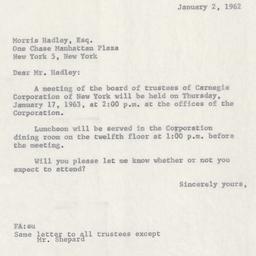 January 2, 1962
Morris Hadley, Esq.
One Chase Manhattan Plaza
New York 5, New York
Dear Mr. Hadley:
A meeting of the board of trustees of Carnegie
Corporation of New York will be held on Thursday,
January 17, 1963, at 2:00 p.m. at the offices of the
Corporation.
Luncheon will be served in the Corporation
dining room on the twelfth floor at 1:00 p.m. before
the meeting.
Will you please let me know whether or not you
expect to attend?
Sincerely yours,
FA:su
Same letter to all trustees except
Mr. Shepard